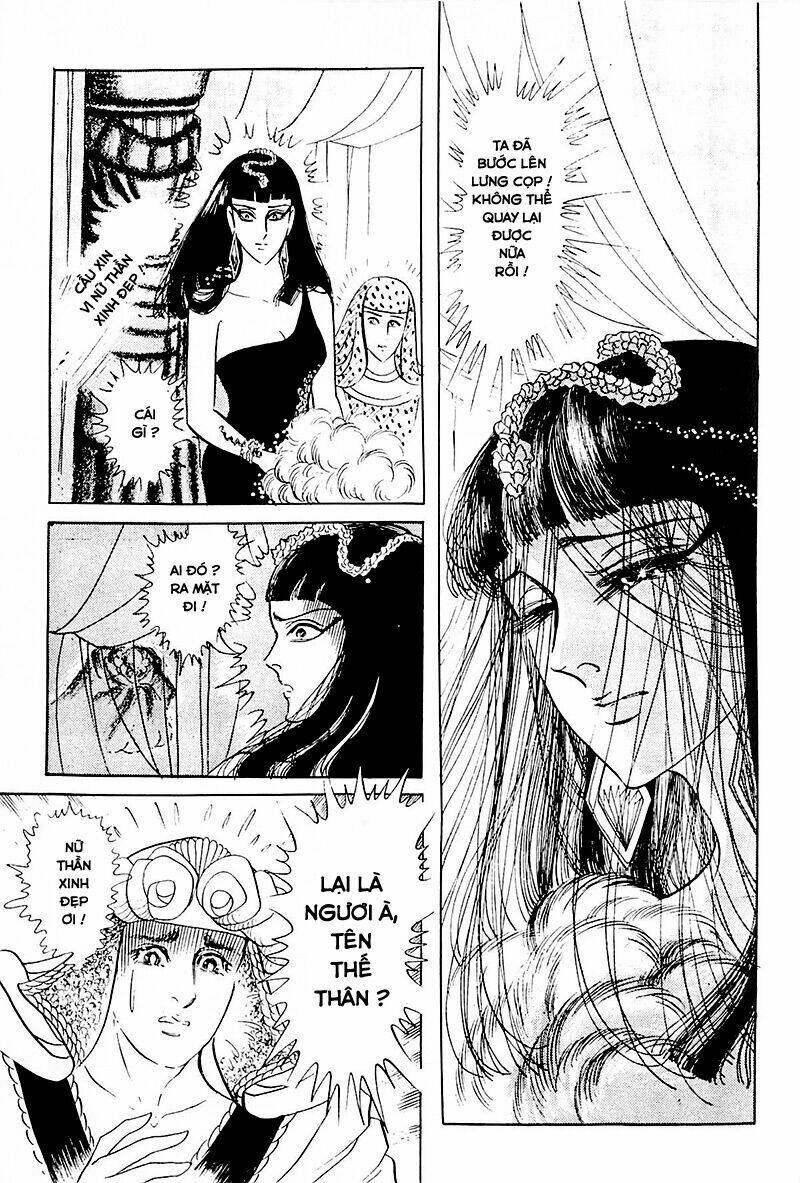 TA ĐÃ
BƯỚC LÊN
LƯNG CỌP !
KHÔNG THỂ
QUAY LẠI
ĐƯỢC
NỮA
RỒI !
CẦU XIN
VỊ NỮ THẦN
XINH ĐẸP !
CÁI
GÌ ?
AI ĐÓ ?
RA MẶT
ĐI !
NỮ
THẦN
XINH
ĐẸP
ƠI !
LẠI LÀ
NGƯƠI À,
TÊN
THẾ
THÂN ?